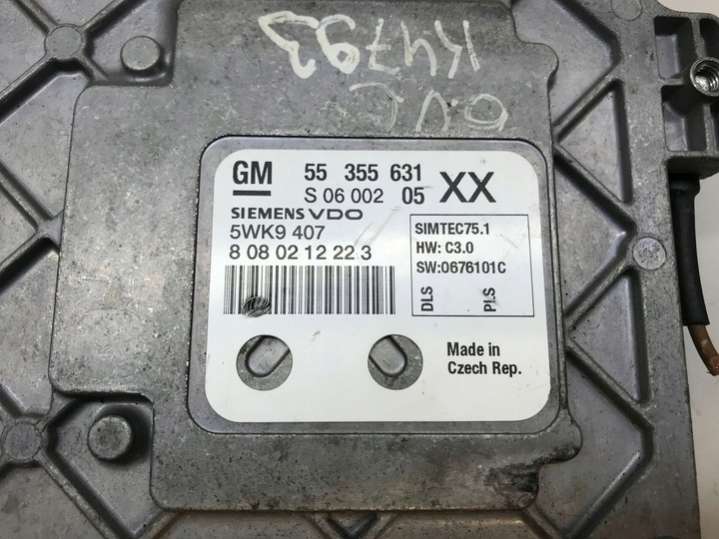 K4793
GM 55 355 631 XX
S 06 002 05
SIEMENS VDO
5WK9 407
8 08 02 12 22 3
SIMTEC75.1
HW: C3.0
SW:0676101C
DLS
PLS
Made in
Czech Rep.